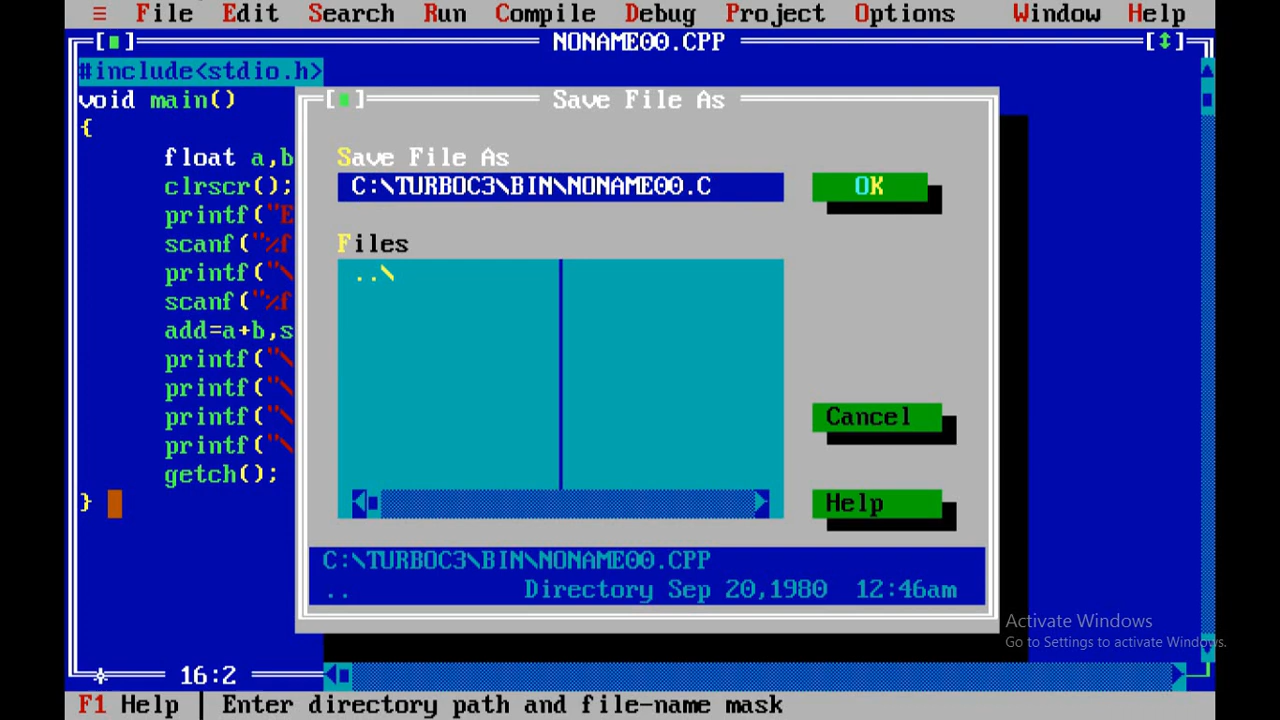 ≡ File Edit Search Run Compile Debug Project Options Window Help
[■] NONAME00.CPP [↕]
#include<stdio.h>
void main()
{
float a,b
clrscr();
printf("E
scanf("%f
printf("\
scanf("%f
add=a+b,s
printf("\
printf("\
printf("\
printf("\
getch();
}
[■] Save File As
Save File As
C:\TURBOC3\BIN\NONAME00.C
OK
Files
..\
Cancel
Help
C:\TURBOC3\BIN\NONAME00.CPP
.. Directory Sep 20,1980 12:46am
Activate Windows
Go to Settings to activate Windows.
16:2
F1 Help │ Enter directory path and file-name mask